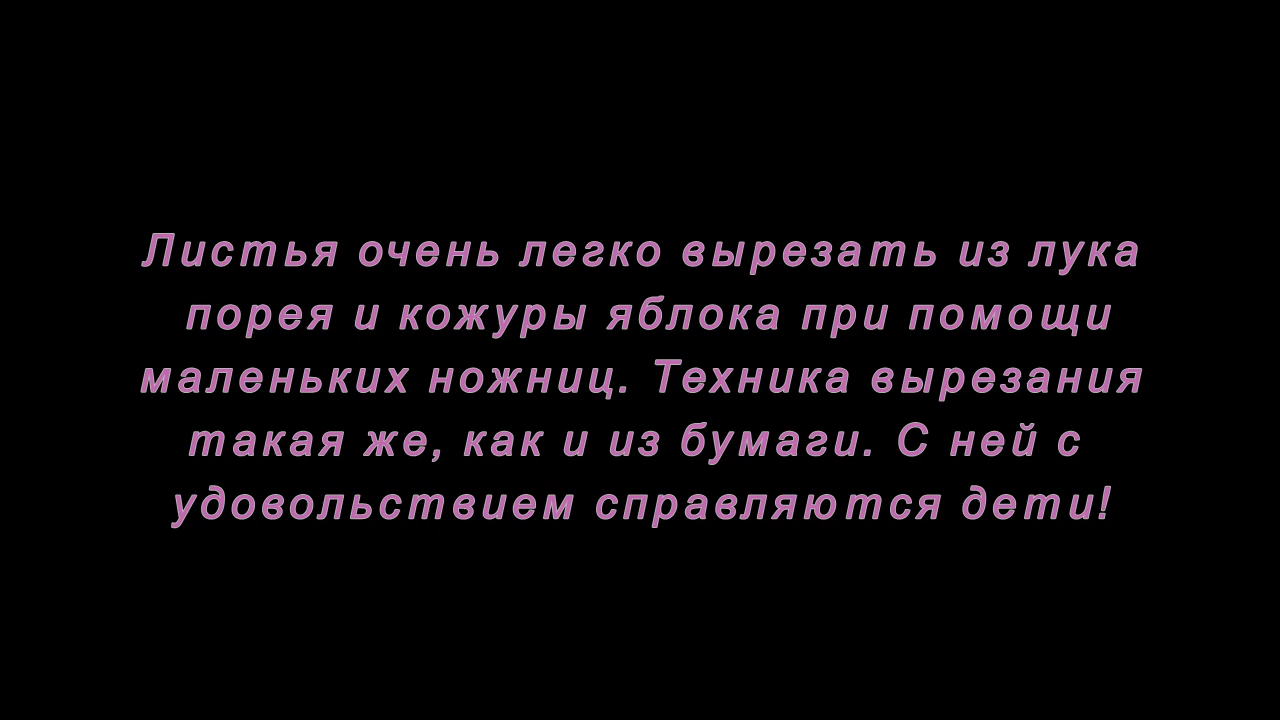 Листья очень легко вырезать из лука
порея и кожуры яблока при помощи
маленьких ножниц. Техника вырезания
такая же, как и из бумаги. С ней с
удовольствием справляются дети!